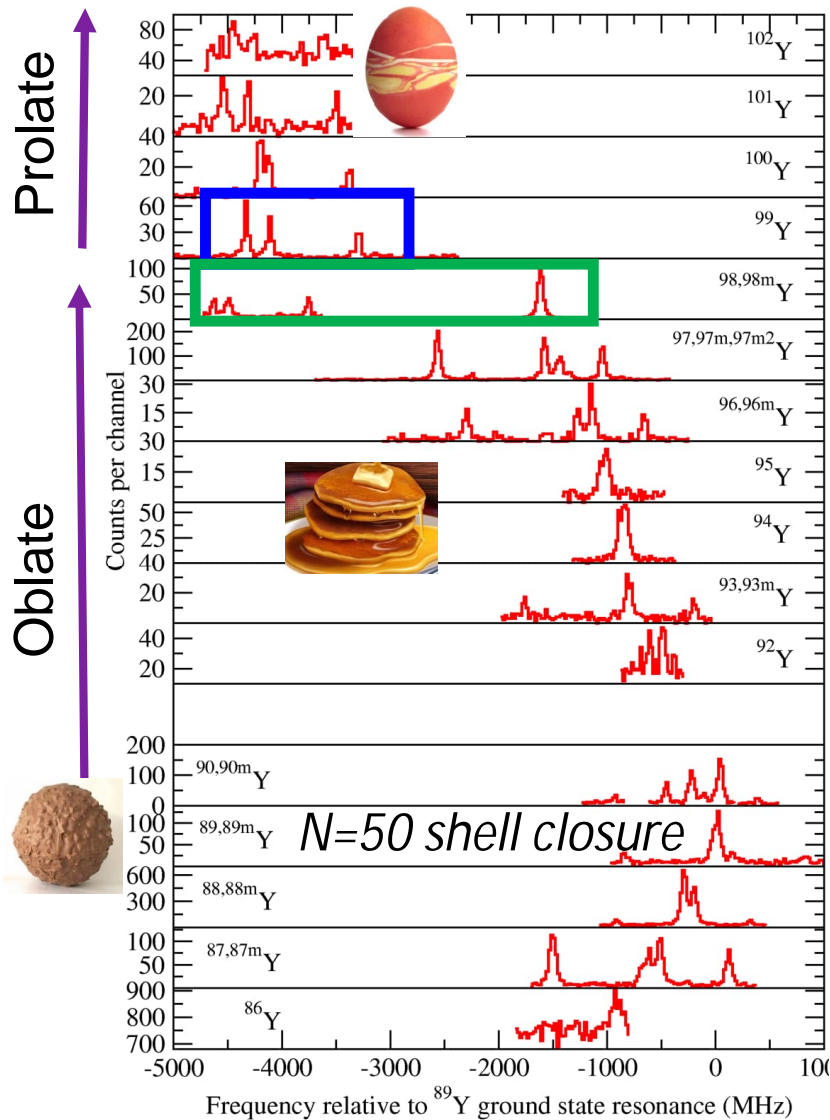 Prolate
Oblate
Counts per channel
80
40
102Y
20
40
101Y
20
100Y
60
30
99Y
100
50
98,98mY
200
100
97,97m,97m2Y
30
15
30
96,96mY
15
95Y
50
25
40
94Y
20
93,93mY
40
20
92Y
200
100
0
90,90mY
100
50
89,89mY
N=50 shell closure
600
300
88,88mY
100
50
87,87mY
900
800
700
86Y
-5000 -4000 -3000 -2000 -1000 0 100
Frequency relative to 89Y ground state resonance (MHz)